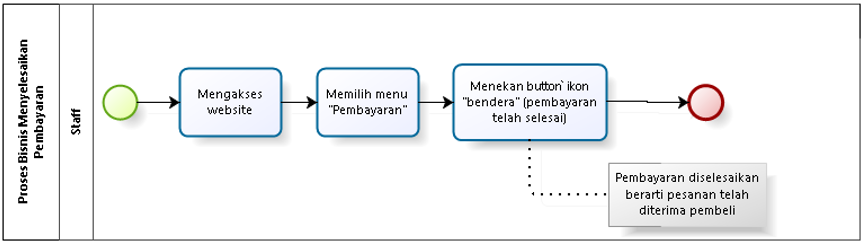 Proses Bisnis Menyelesaikan
Pembayaran
Staff
Mengakses
website
Memilih menu
"Pembayaran"
Menekan button` ikon
"bendera" (pembayaran
telah selesai)
Pembayaran diselesaikan
berarti pesanan telah
diterima pembeli